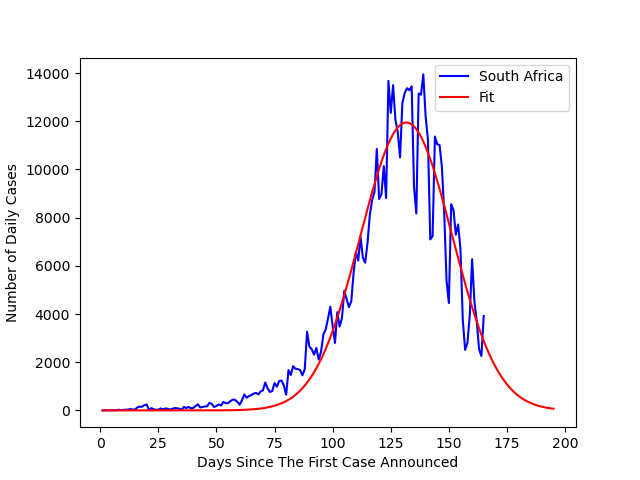 South Africa
Fit
14000
12000
10000
8000
6000
4000
2000
0
Number of Daily Cases
0 25 50 75 100 125 150 175 200
Days Since The First Case Announced